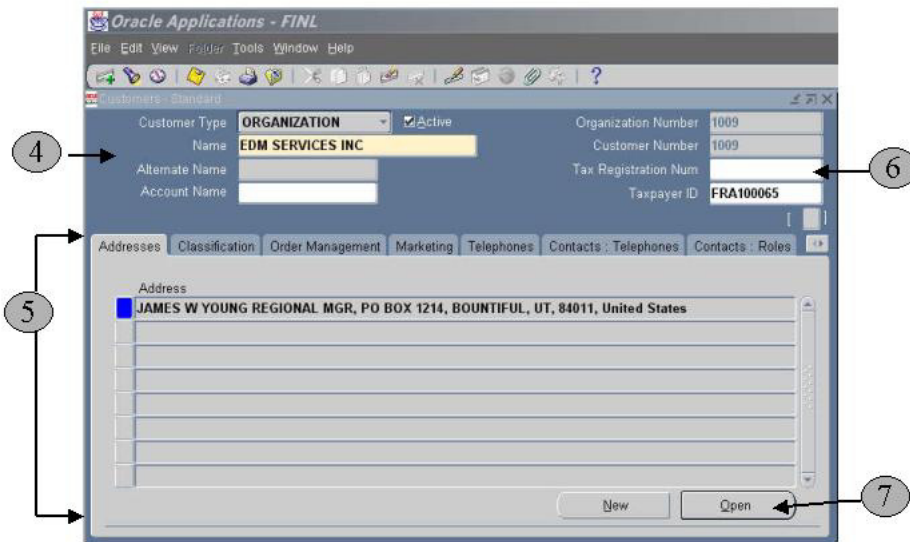 Oracle Applications - FINL
File Edit View Folder Tools Window Help
?
Customers - Standard
Customer Type ORGANIZATION Active Organization Number 1009
4 Name EDM SERVICES INC Customer Number 1009
Alternate Name Tax Registration Num 6
Account Name Taxpayer ID FRA100065
[ ]
Addresses Classification Order Management Marketing Telephones Contacts : Telephones Contacts : Roles
5
Address
JAMES W YOUNG REGIONAL MGR, PO BOX 1214, BOUNTIFUL, UT, 84011, United States
New Open 7